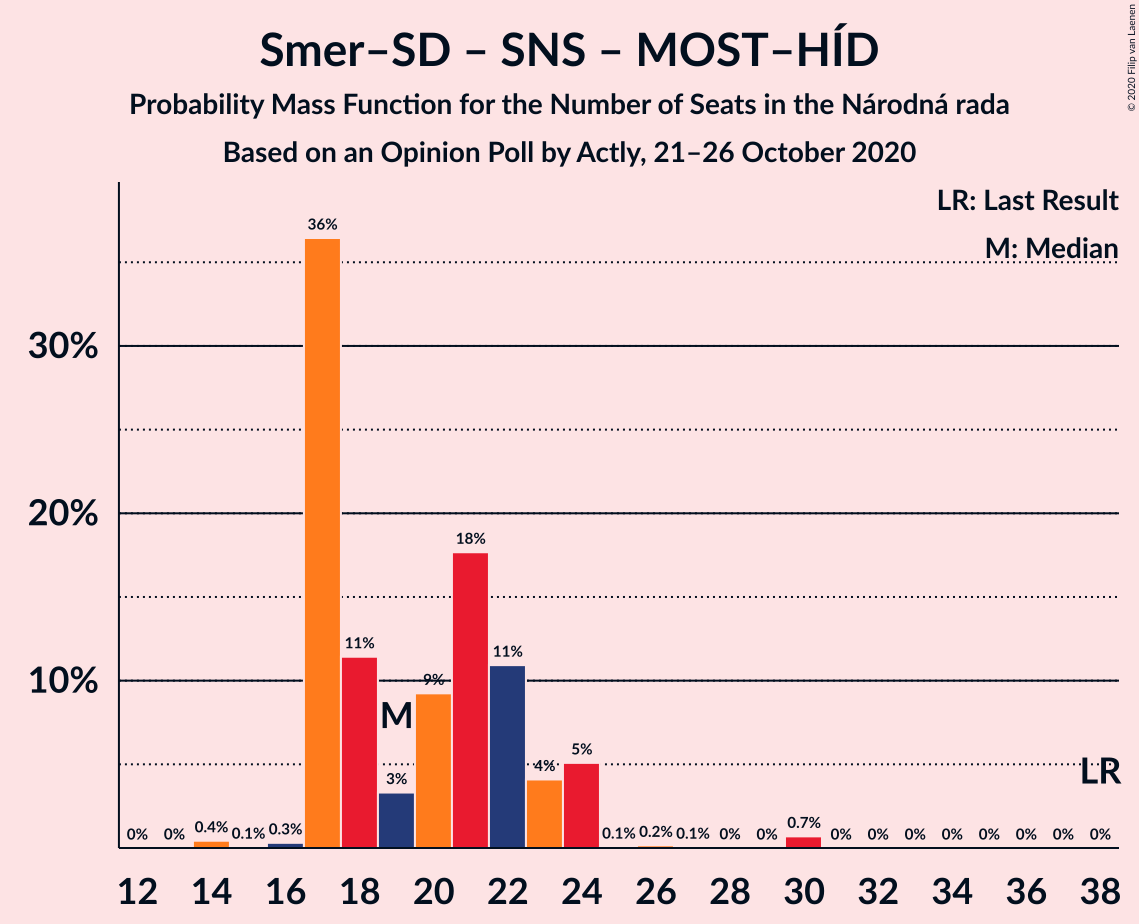 Smer–SD – SNS – MOST–HÍD
Probability Mass Function for the Number of Seats in the Národná rada
Based on an Opinion Poll by Actly, 21–26 October 2020
© 2020 Filip van Laenen
LR: Last Result
M: Median
36%
30%
20%
18%
11%
11%
10%
9%
M
5%
4%
LR
3%
0% 0% 0.4% 0.1% 0.3% 0.1% 0.2% 0.1% 0% 0% 0.7% 0% 0% 0% 0% 0% 0% 0% 0%
12 14 16 18 20 22 24 26 28 30 32 34 36 38